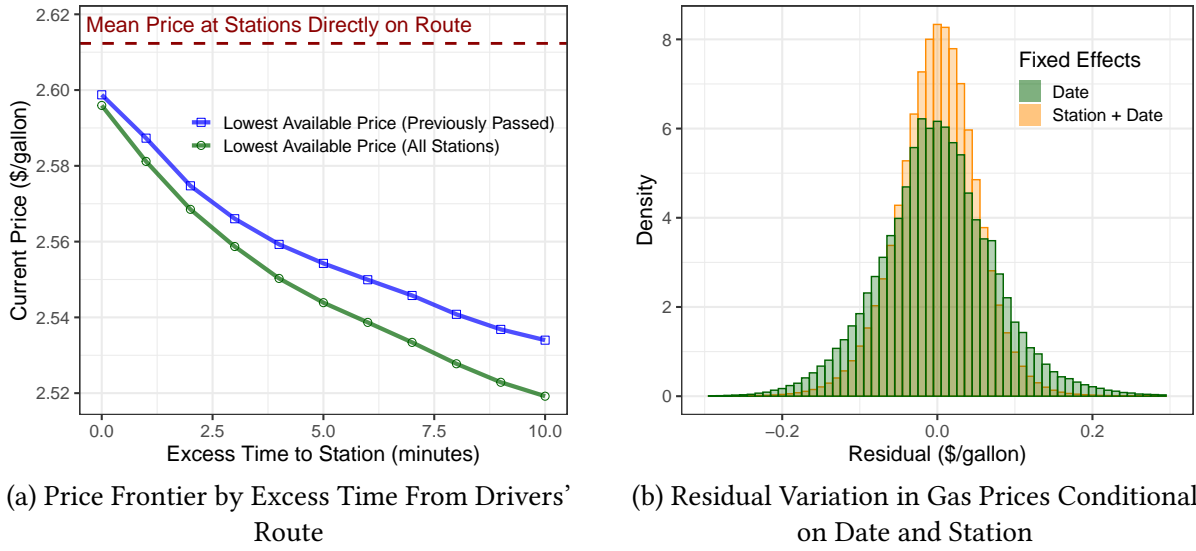 Mean Price at Stations Directly on Route
Lowest Available Price (Previously Passed)
Lowest Available Price (All Stations)
2.62
2.60
2.58
2.56
2.54
2.52
Current Price ($/gallon)
0.0 2.5 5.0 7.5 10.0
Excess Time to Station (minutes)
(a) Price Frontier by Excess Time From Drivers'
Route
Fixed Effects
Date
Station + Date
8
6
4
2
0
Density
−0.2 0.0 0.2
Residual ($/gallon)
(b) Residual Variation in Gas Prices Conditional
on Date and Station